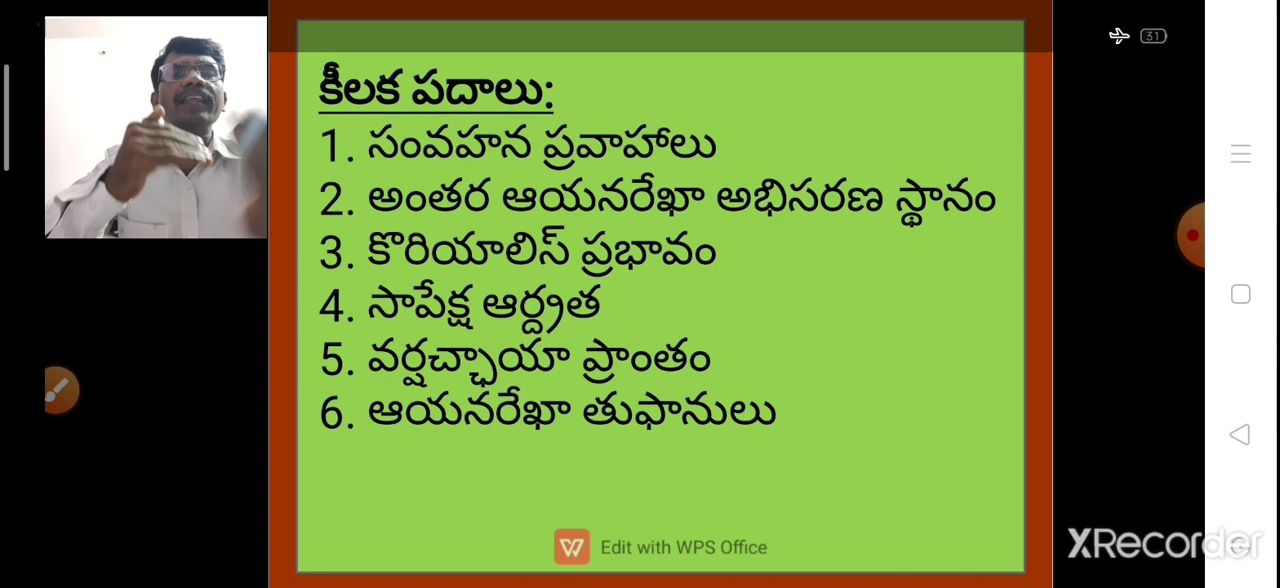 31
కీలక పదాలు:
1. సంవహన ప్రవాహాలు
2. అంతర ఆయనరేఖా అభిసరణ స్థానం
3. కొరియాలిస్ ప్రభావం
4. సాపేక్ష ఆర్ద్రత
5. వర్షచ్ఛాయా ప్రాంతం
6. ఆయనరేఖా తుఫానులు
Edit with WPS Office
XRecorder